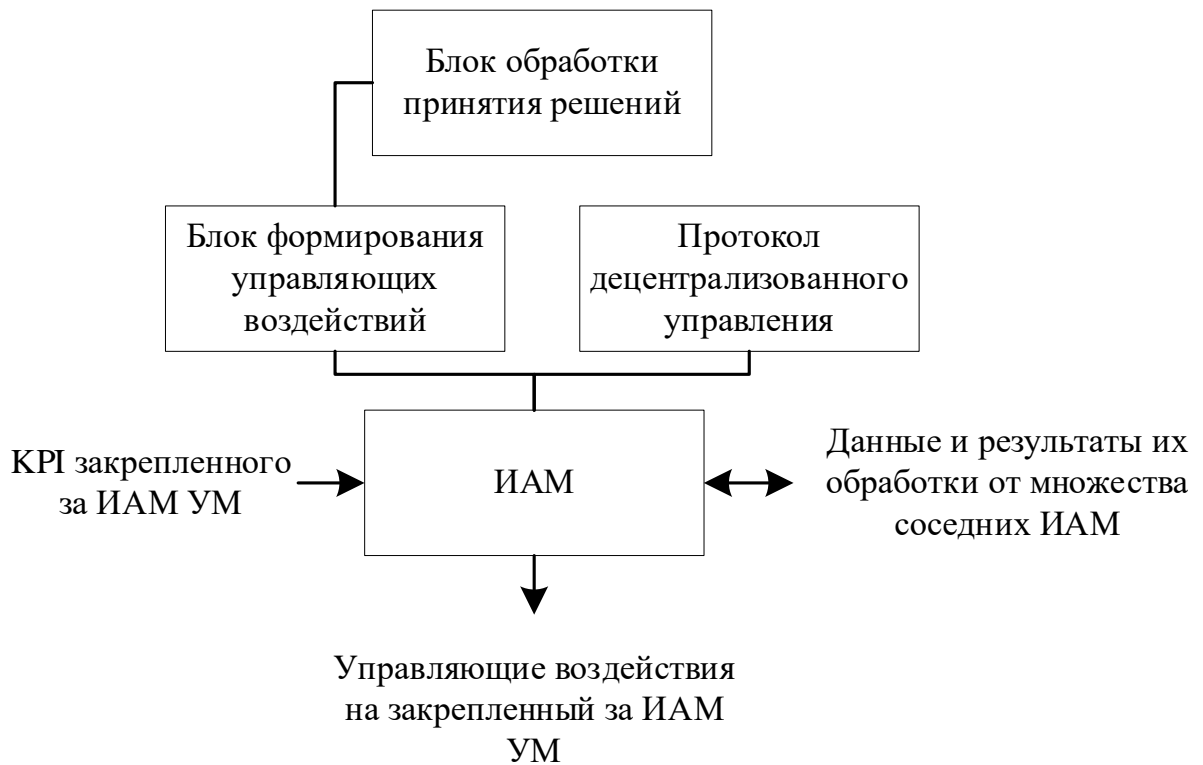 Блок обработки
принятия решений
Блок формирования
управляющих
воздействий
Протокол
децентрализованного
управления
KPI закрепленного
за ИАМ УМ
ИАМ
Данные и результаты их
обработки от множества
соседних ИАМ
Управляющие воздействия
на закрепленный за ИАМ
УМ